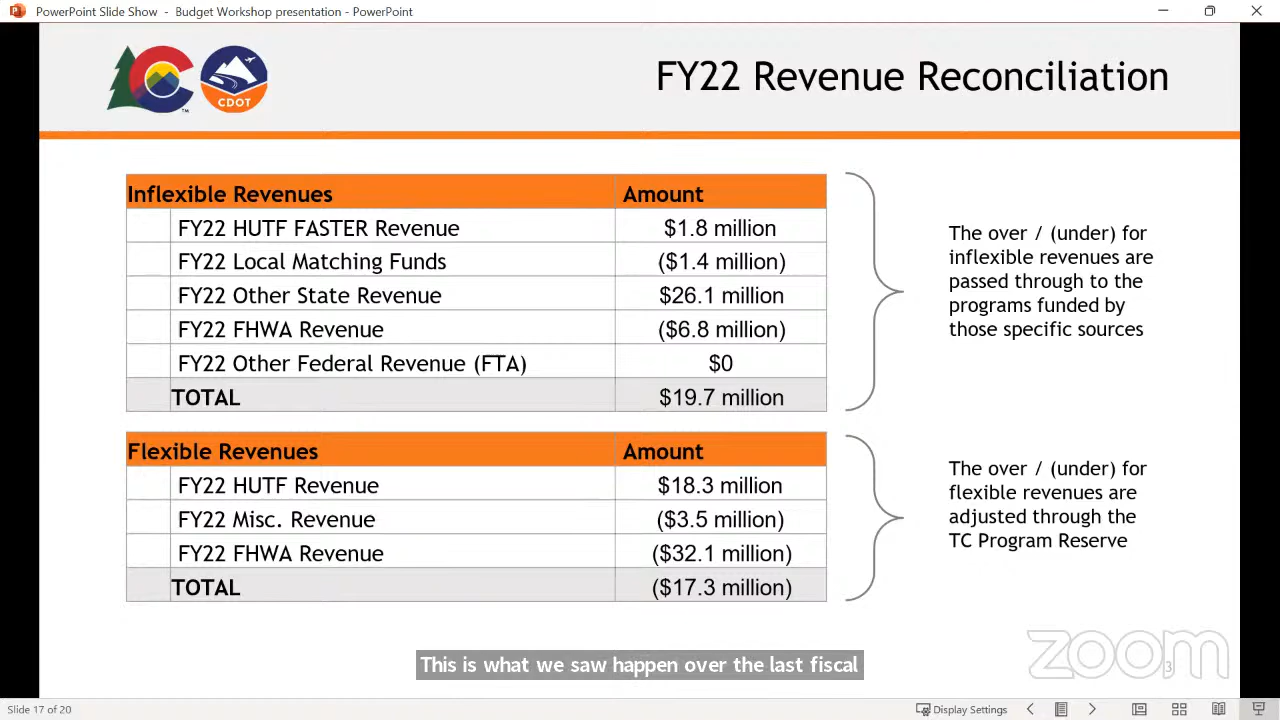 PowerPoint Slide Show - Budget Workshop presentation - PowerPoint
CDOT
TM
FY22 Revenue Reconciliation
Inflexible Revenues Amount
FY22 HUTF FASTER Revenue $1.8 million
FY22 Local Matching Funds ($1.4 million)
FY22 Other State Revenue $26.1 million
FY22 FHWA Revenue ($6.8 million)
FY22 Other Federal Revenue (FTA) $0
TOTAL $19.7 million
The over / (under) for
inflexible revenues are
passed through to the
programs funded by
those specific sources
Flexible Revenues Amount
FY22 HUTF Revenue $18.3 million
FY22 Misc. Revenue ($3.5 million)
FY22 FHWA Revenue ($32.1 million)
TOTAL ($17.3 million)
The over / (under) for
flexible revenues are
adjusted through the
TC Program Reserve
This is what we saw happen over the last fiscal
zoom
Slide 17 of 20
Display Settings